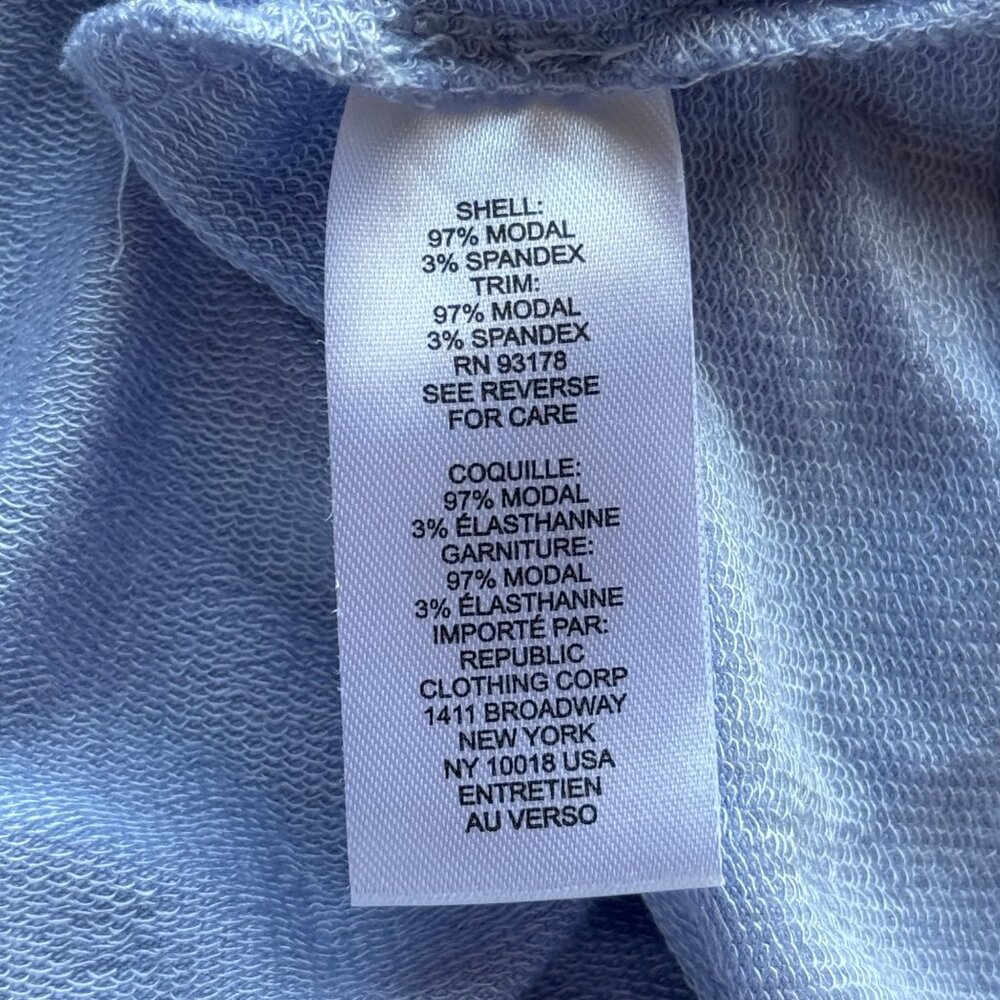 SHELL:
97% MODAL
3% SPANDEX
TRIM:
97% MODAL
3% SPANDEX
RN 93178
SEE REVERSE
FOR CARE
COQUILLE:
97% MODAL
3% ÉLASTHANNE
GARNITURE:
97% MODAL
3% ÉLASTHANNE
IMPORTÉ PAR:
REPUBLIC
CLOTHING CORP
1411 BROADWAY
NEW YORK
NY 10018 USA
ENTRETIEN
AU VERSO